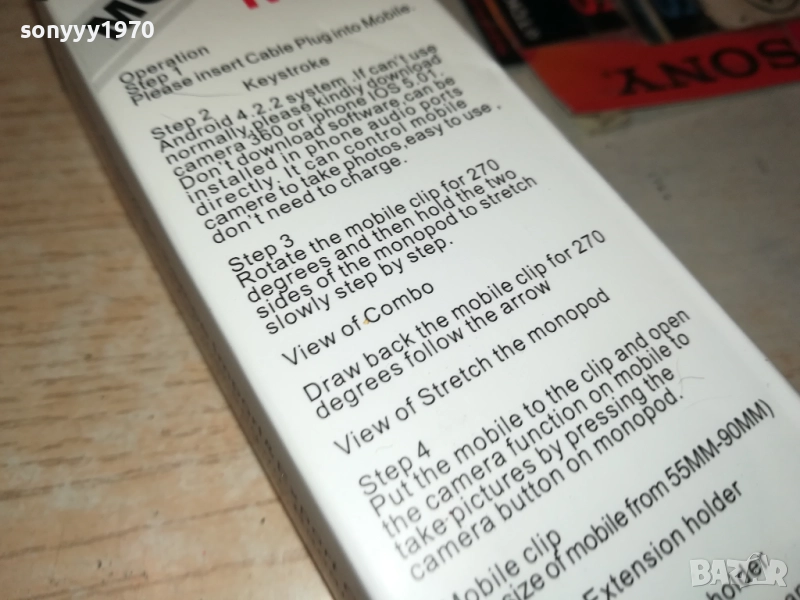 sonyyy1970
Operation
Step 1
Please insert Cable Plug into Mobile.
Keystroke
Step 2
Android 4.2.2 system .If can't use
normally,please kindly download
camera 360 or iphone IOS 5.01,
Don't download software,can be
installed in phone audio ports
directly. It can control mobile
camere to take photos,easy to use ,
don't need to charge.
Step 3
Rotate the mobile clip for 270
degrees and then hold the two
sides of the monopod to stretch
slowly step by step.
View of Combo
Draw back the mobile clip for 270
degrees follow the arrow
View of Stretch the monopod
Step 4
Put the mobile to the clip and open
the camera function on mobile to
take pictures by pressing the
camera button on monopod.
Mobile clip
size of mobile from 55MM-90MM)
Extension holder
SONY
BAZAR